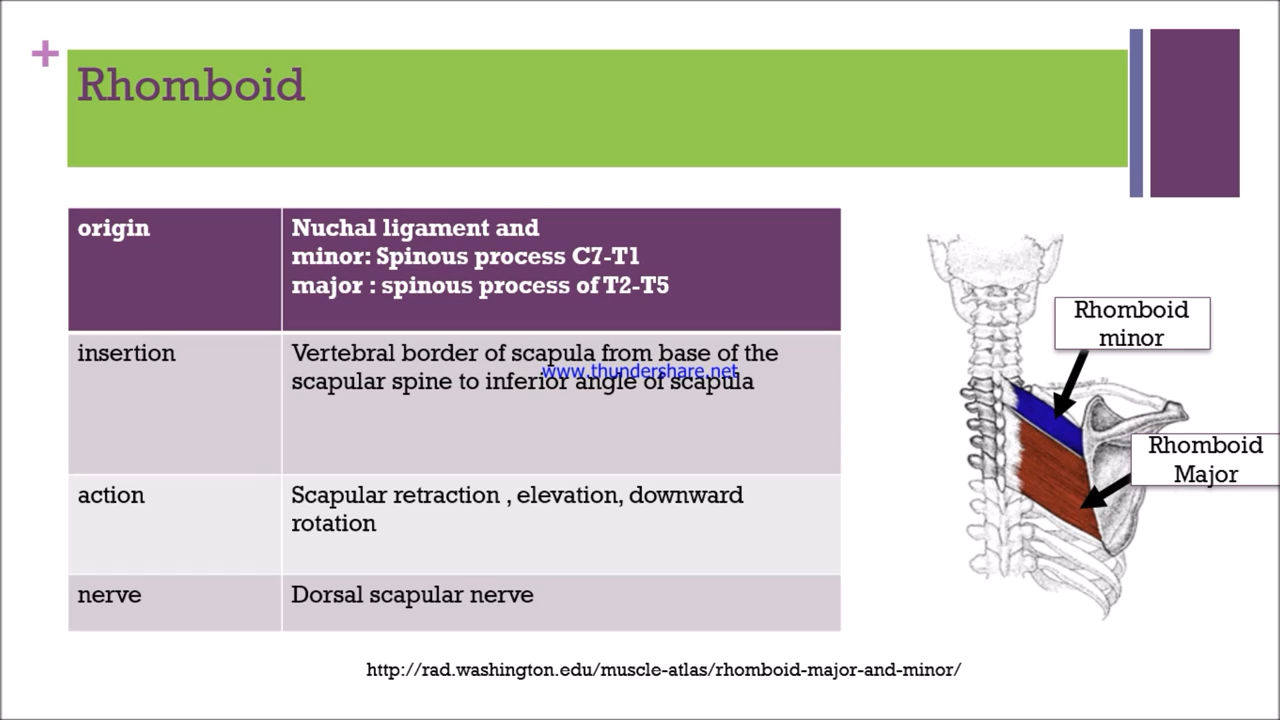 +
Rhomboid
origin
Nuchal ligament and
minor: Spinous process C7-T1
major : spinous process of T2-T5
insertion
Vertebral border of scapula from base of the
scapular spine to inferior angle of scapula
www.thundershare.net
action
Scapular retraction , elevation, downward
rotation
nerve
Dorsal scapular nerve
Rhomboid
minor
Rhomboid
Major
http://rad.washington.edu/muscle-atlas/rhomboid-major-and-minor/